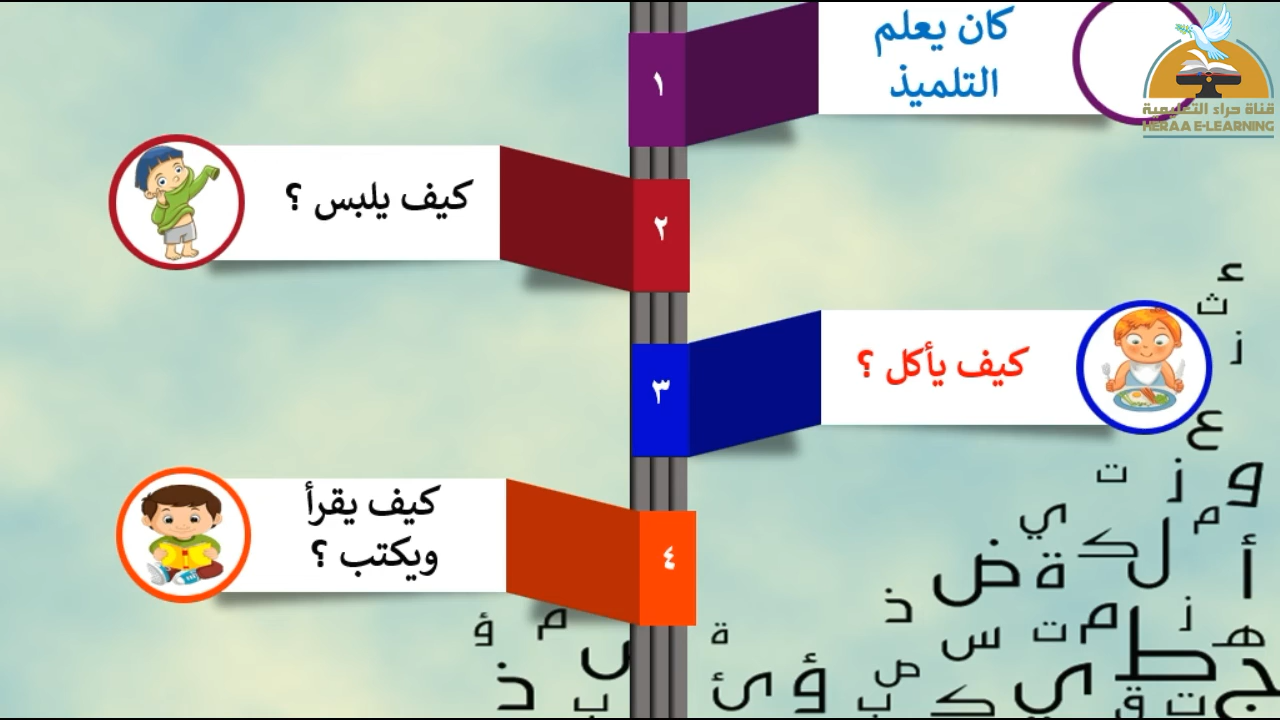 كان يعلم
التلميذ
١
قناة حراء التعليمية
HERAA E-LEARNING
كيف يلبس ؟
٢
كيف يأكل ؟
٣
كيف يقرأ
ويكتب ؟
٤
ء
ث
ز
ع
ت ز و
ي م
ض ة ك ل أ
ذ ز
ؤ م ة س ت م هـ
ص ط
ذ ب ئ ؤ ب ك ي ق ت ج